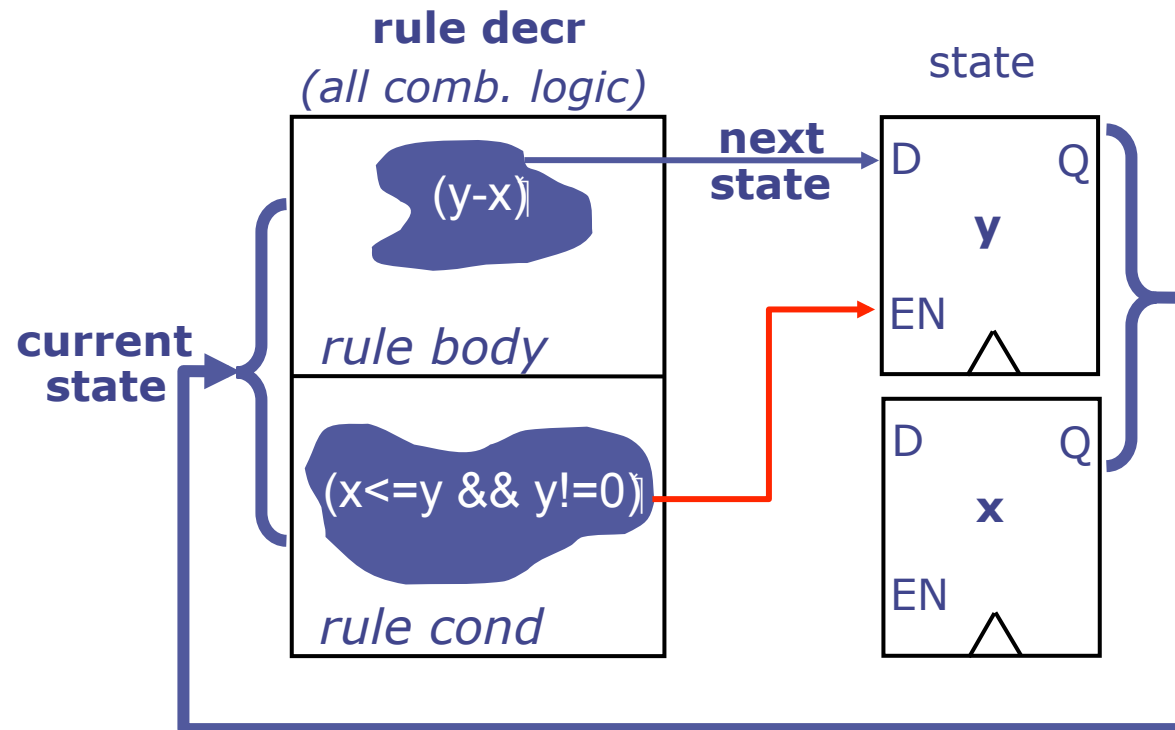 rule decr
(all comb. logic)
state
next
state
D
Q
(y-x)
y
EN
rule body
current
state
D
Q
(x<=y && y!=0)
x
EN
rule cond